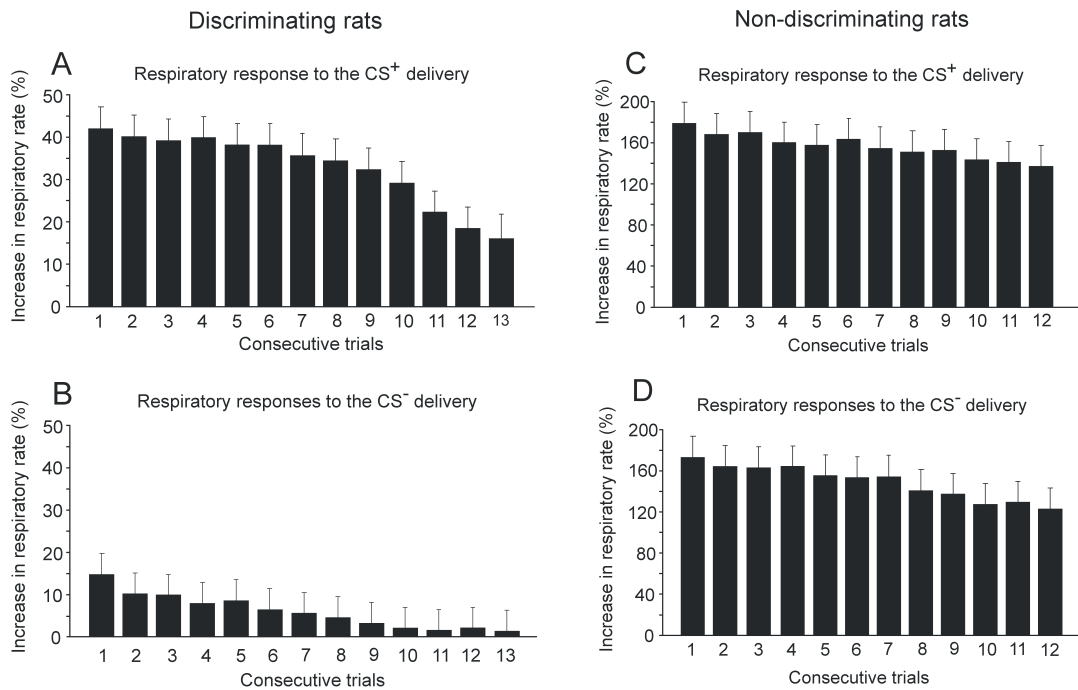 Discriminating rats
Non-discriminating rats
A
Respiratory response to the CS⁺ delivery
Increase in respiratory rate (%)
50
40
30
20
10
0
1 2 3 4 5 6 7 8 9 10 11 12 13
Consecutive trials
B
Respiratory responses to the CS⁻ delivery
Increase in respiratory rate (%)
50
40
30
20
10
0
1 2 3 4 5 6 7 8 9 10 11 12 13
Consecutive trials
C
Respiratory response to the CS⁺ delivery
Increase in respiratory rate (%)
200
160
120
80
40
0
1 2 3 4 5 6 7 8 9 10 11 12
Consecutive trials
D
Respiratory responses to the CS⁻ delivery
Increase in respiratory rate (%)
200
160
120
80
40
0
1 2 3 4 5 6 7 8 9 10 11 12
Consecutive trials